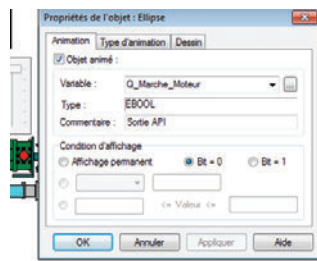 Propriétés de l'objet : Ellipse
Animation Type d'animation Dessin
Objet animé :
Variable : Q_Marche_Moteur ...
Type : EBOOL
Commentaire : Sortie API
Condition d'affichage
Affichage permanent Bit = 0 Bit = 1
<= Valeur <=
OK Annuler Appliquer Aide